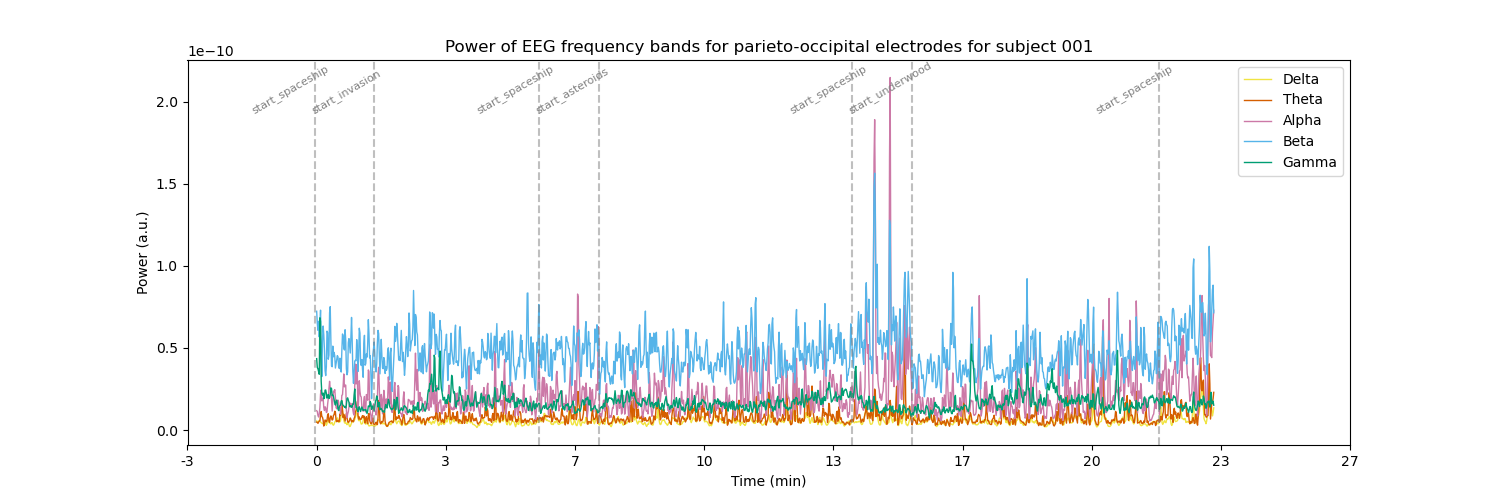 Power of EEG frequency bands for parieto-occipital electrodes for subject 001
1e−10
start_spaceship
start_invasion
start_spaceship
start_asteroids
start_spaceship
start_underwood
start_spaceship
Delta
Theta
Alpha
Beta
Gamma
2.0
1.5
1.0
0.5
0.0
Power (a.u.)
-3 0 3 7 10 13 17 20 23 27
Time (min)